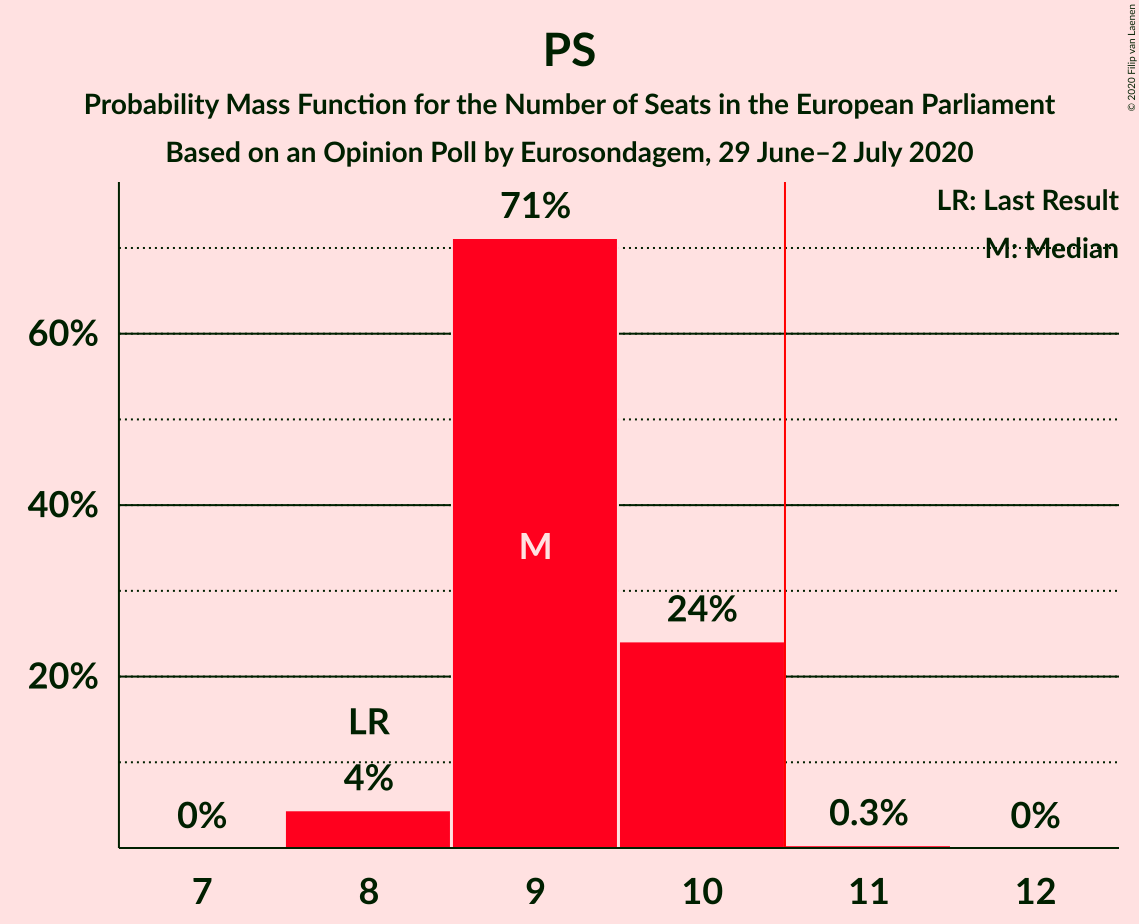 PS
Probability Mass Function for the Number of Seats in the European Parliament
Based on an Opinion Poll by Eurosondagem, 29 June–2 July 2020
© 2020 Filip van Laenen
LR: Last Result
M: Median
71%
60%
40%
M
24%
20%
LR
4%
0%
0.3%
0%
7 8 9 10 11 12